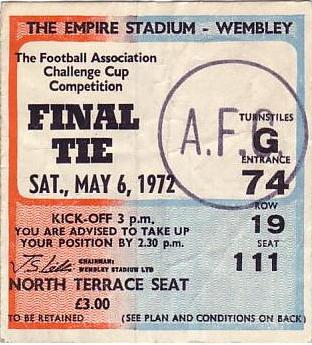 THE EMPIRE STADIUM - WEMBLEY
The Football Association
Challenge Cup
Competition
FINAL
TIE
SAT., MAY 6, 1972
A.F.C.
TURNSTILES
G
ENTRANCE
74
ROW
19
SEAT
111
KICK-OFF 3 p.m.
YOU ARE ADVISED TO TAKE UP
YOUR POSITION BY 2.30 p.m.
CHAIRMAN:
WEMBLEY STADIUM LTD
NORTH TERRACE SEAT
£3.00
TO BE RETAINED (SEE PLAN AND CONDITIONS ON BACK)